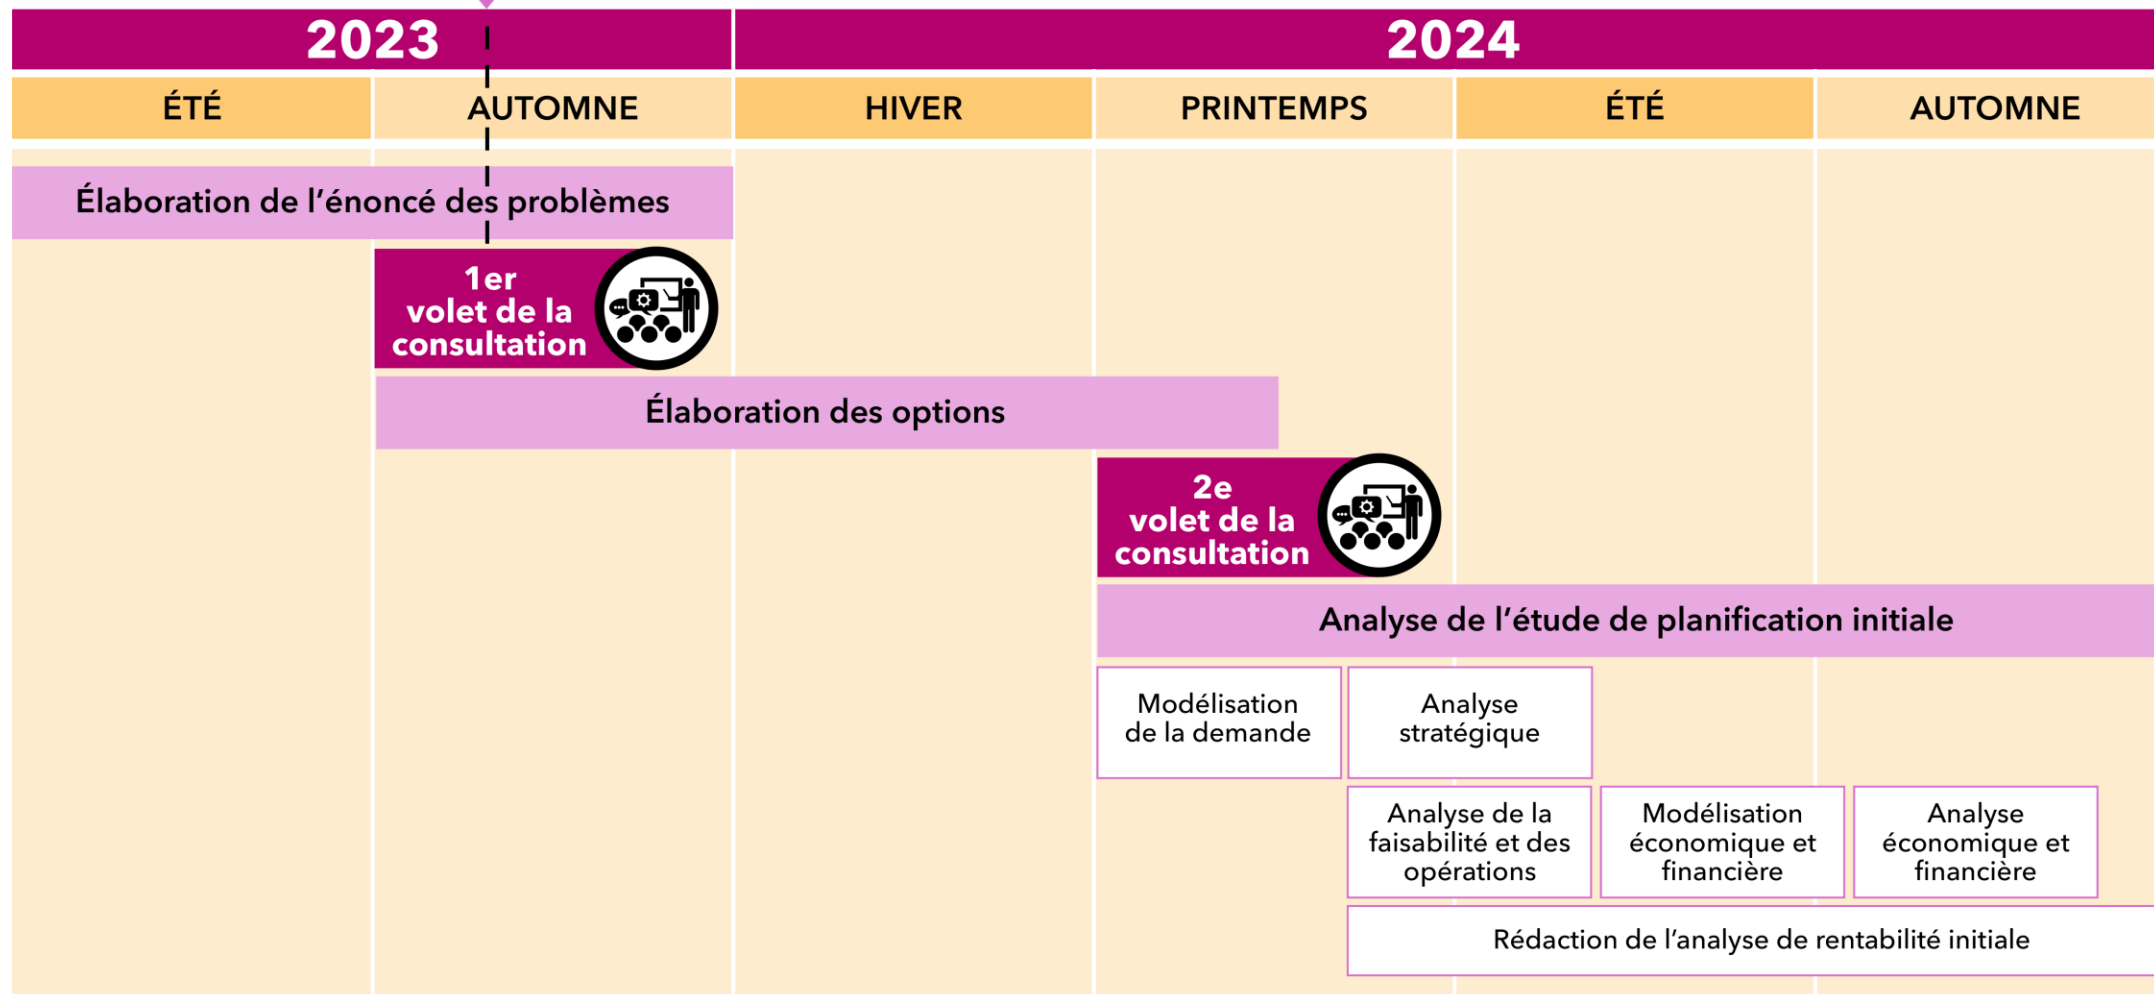 2023
2024
ÉTÉ
AUTOMNE
HIVER
PRINTEMPS
ÉTÉ
AUTOMNE
Élaboration de l’énoncé des problèmes
1er
volet de la
consultation
Élaboration des options
2e
volet de la
consultation
Analyse de l’étude de planification initiale
Modélisation
de la demande
Analyse
stratégique
Analyse de la
faisabilité et des
opérations
Modélisation
économique et
financière
Analyse
économique et
financière
Rédaction de l’analyse de rentabilité initiale